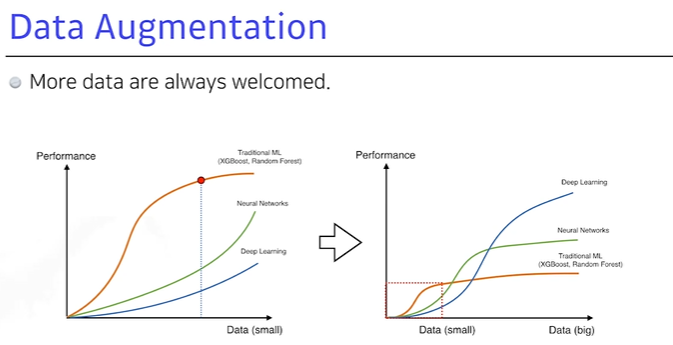 Data Augmentation
More data are always welcomed.
Performance
Traditional ML
(XGBoost, Random Forest)
Neural Networks
Deep Learning
Data (small)
Performance
Deep Learning
Neural Networks
Traditional ML
(XGBoost, Random Forest)
Data (small)
Data (big)